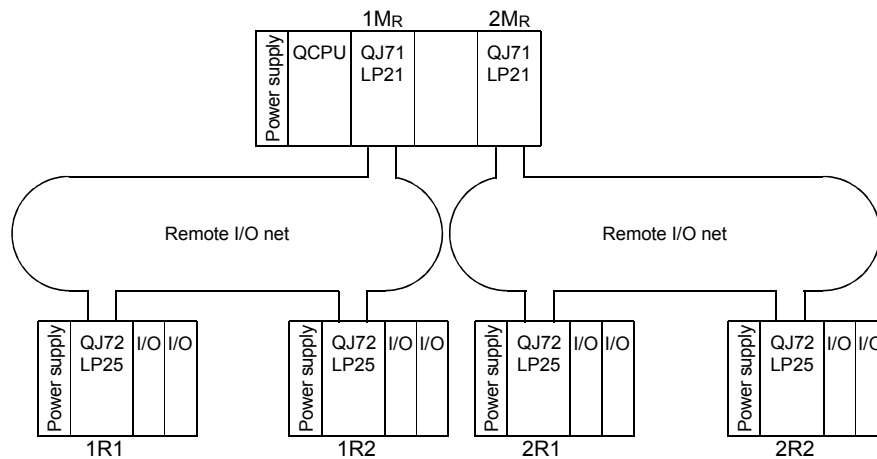 1MR 2MR
Power supply QCPU QJ71 LP21 QJ71 LP21
Remote I/O net Remote I/O net
Power supply QJ72 LP25 I/O I/O
Power supply QJ72 LP25 I/O I/O
Power supply QJ72 LP25 I/O I/O
Power supply QJ72 LP25 I/O I/O
1R1 1R2 2R1 2R2